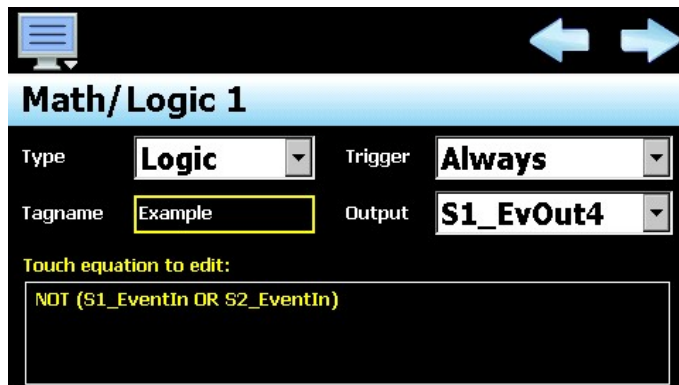 Math/Logic 1
Type Logic Trigger Always
Tagname Example Output S1_EvOut4
Touch equation to edit:
NOT (S1_EventIn OR S2_EventIn)